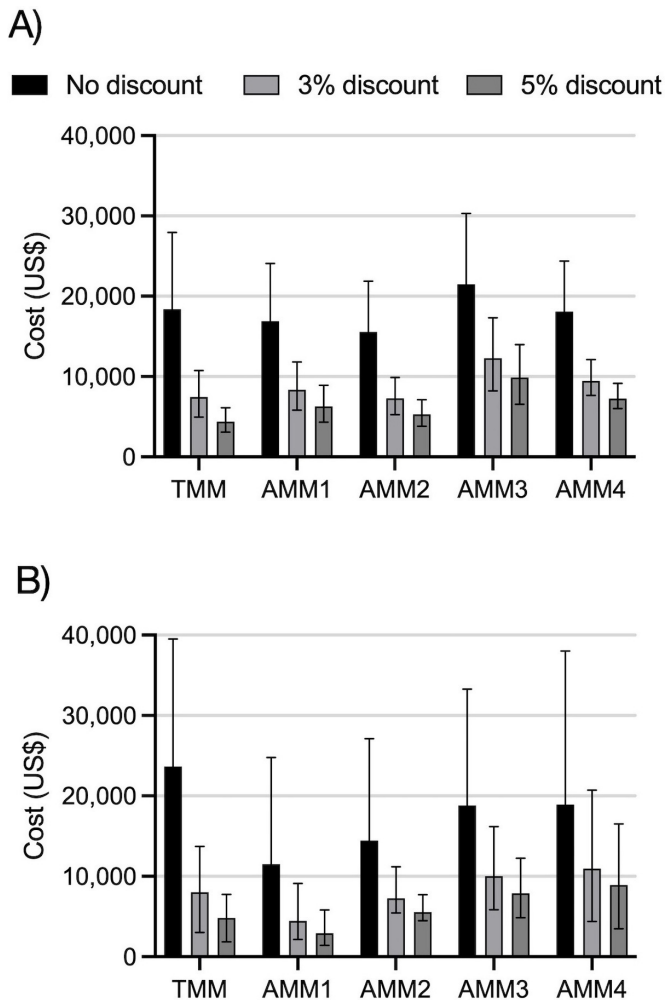 A)
No discount 3% discount 5% discount
40,000
30,000
20,000
10,000
0
Cost (US$)
TMM AMM1 AMM2 AMM3 AMM4
B)
40,000
30,000
20,000
10,000
0
Cost (US$)
TMM AMM1 AMM2 AMM3 AMM4